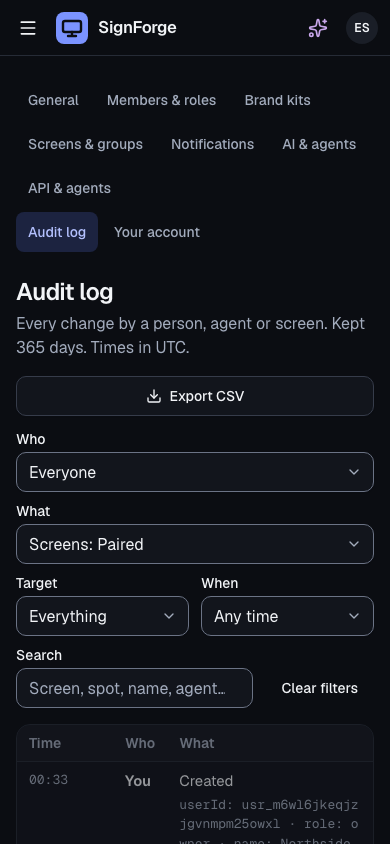 SignForge
ES
General Members & roles Brand kits
Screens & groups Notifications AI & agents
API & agents
Audit log Your account
Audit log
Every change by a person, agent or screen. Kept
365 days. Times in UTC.
Export CSV
Who
Everyone
What
Screens: Paired
Target When
Everything Any time
Search
Screen, spot, name, agent…
Clear filters
Time Who What
00:33 You Created
userId: usr_m6wl6jkeqjz
jgvnmpm25owxl · role: o
wner · name: Northside